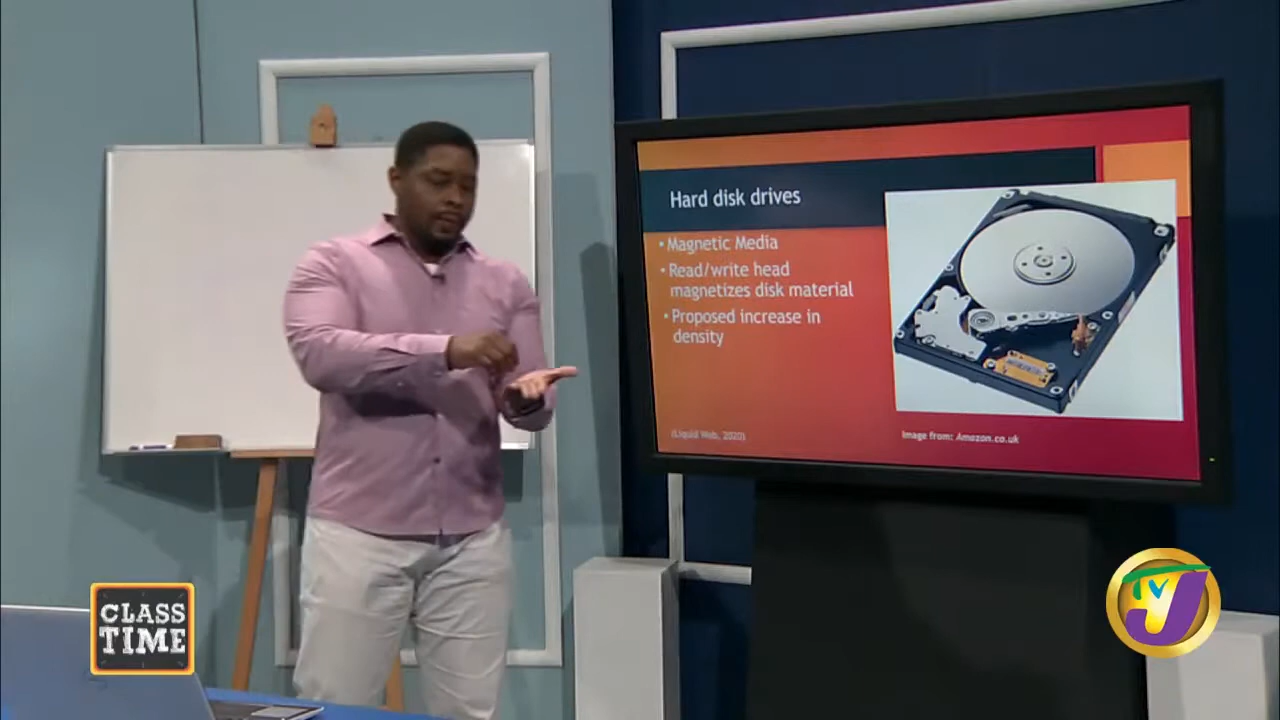 Hard disk drives
• Magnetic Media
• Read/write head
magnetizes disk material
• Proposed increase in
density
(Liquid Web, 2020)
Image from: Amazon.co.uk
CLASS
TIME
TVJ